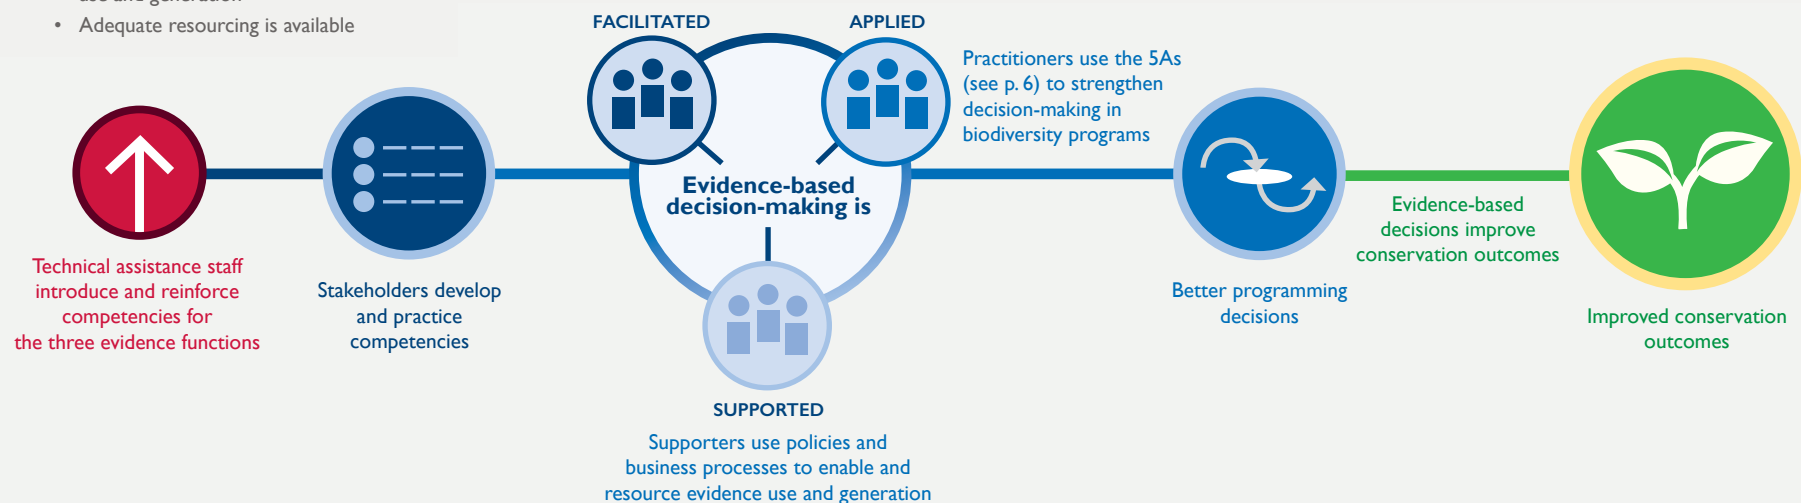 use and generation
• Adequate resourcing is available
FACILITATED
APPLIED
Practitioners use the 5As
(see p. 6) to strengthen
decision-making in
biodiversity programs
Evidence-based
decision-making is
Technical assistance staff
introduce and reinforce
competencies for
the three evidence functions
Stakeholders develop
and practice
competencies
SUPPORTED
Supporters use policies and
business processes to enable and
resource evidence use and generation
Better programming
decisions
Evidence-based
decisions improve
conservation outcomes
Improved conservation
outcomes